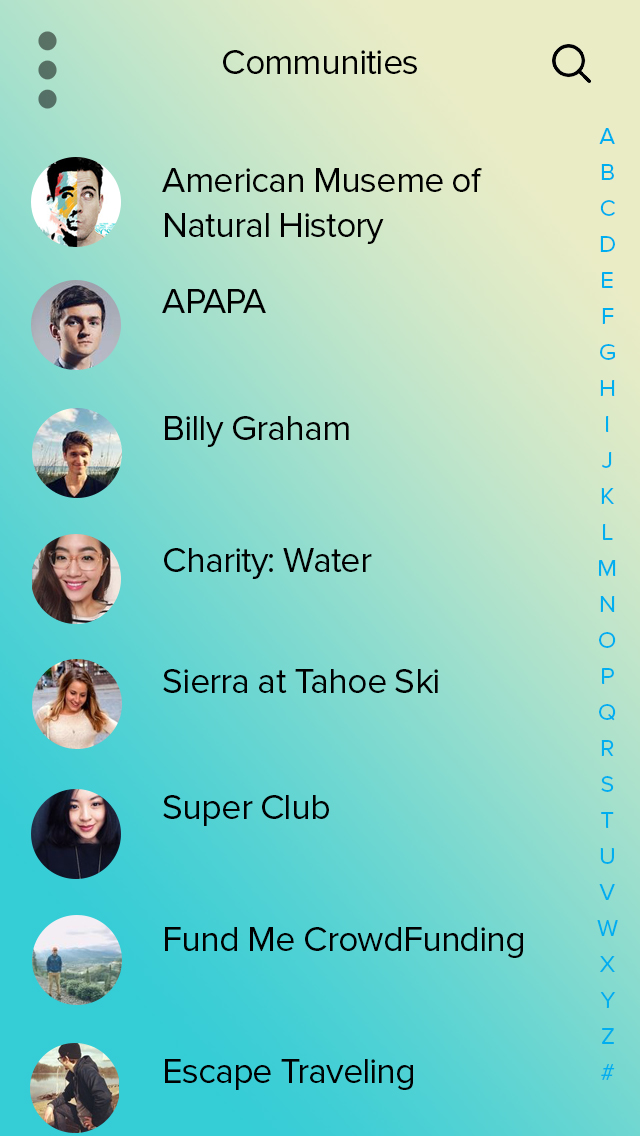 Communities
American Museme of
Natural History
APAPA
Billy Graham
Charity: Water
Sierra at Tahoe Ski
Super Club
Fund Me CrowdFunding
Escape Traveling
A
B
C
D
E
F
G
H
I
J
K
L
M
N
O
P
Q
R
S
T
U
V
W
X
Y
Z
#